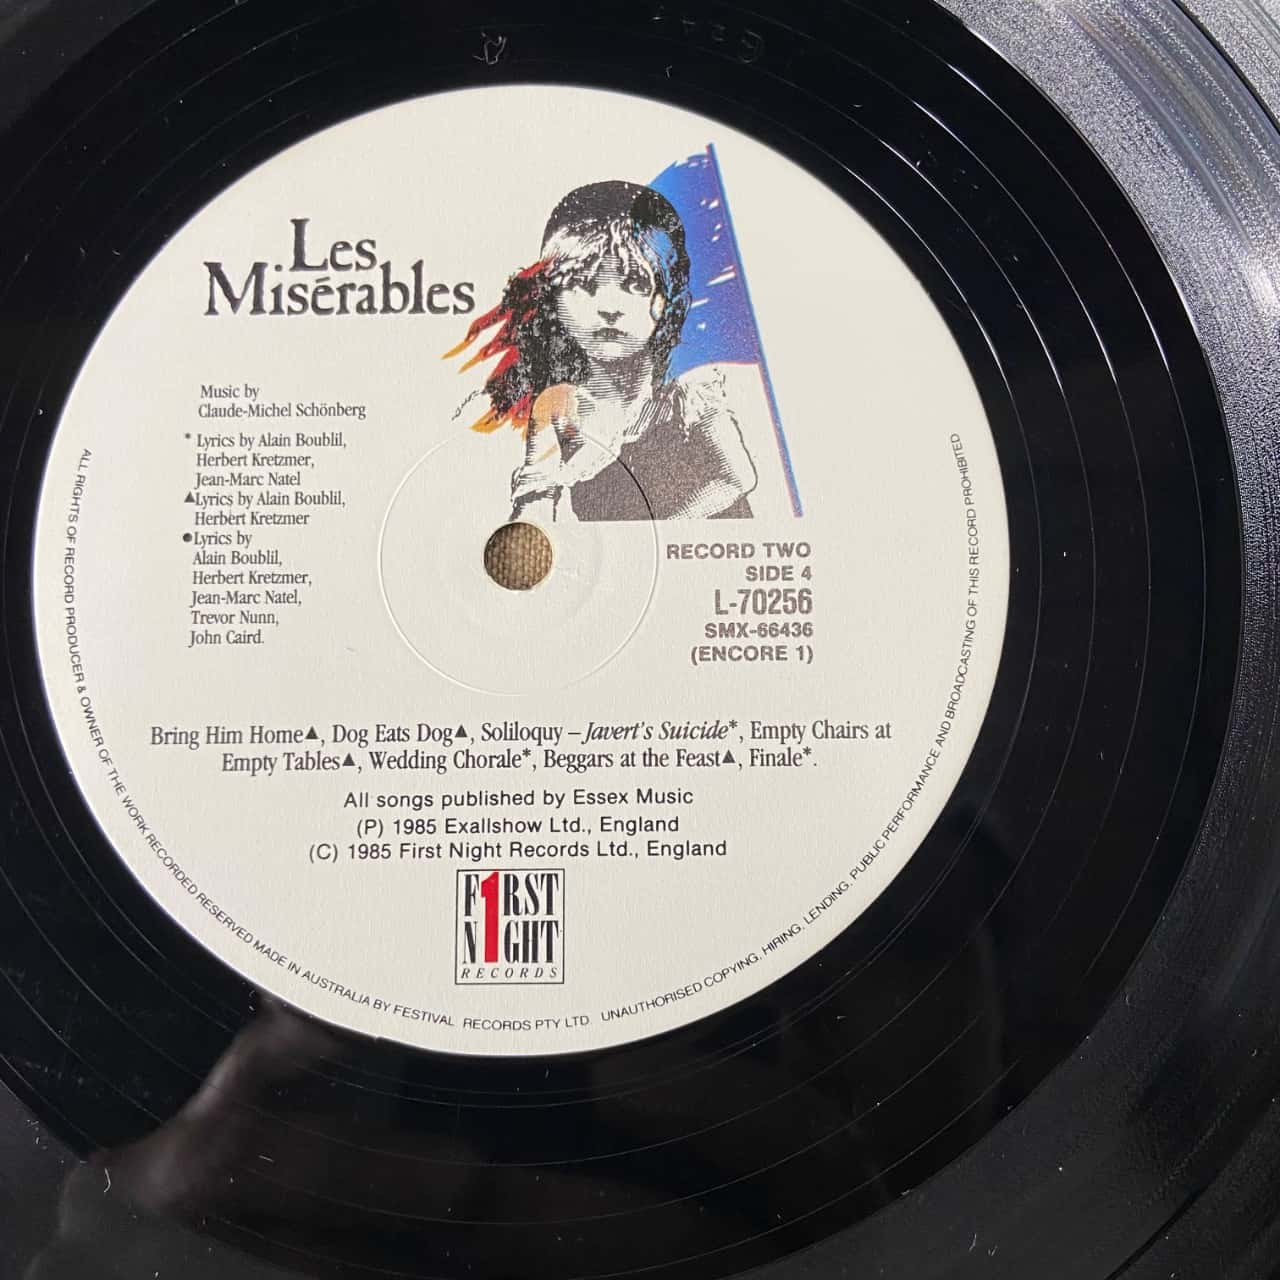 Les
Misérables
Music by
Claude-Michel Schönberg
* Lyrics by Alain Boublil,
Herbert Kretzmer,
Jean-Marc Natel
▲Lyrics by Alain Boublil,
Herbert Kretzmer
●Lyrics by
Alain Boublil,
Herbert Kretzmer,
Jean-Marc Natel,
Trevor Nunn,
John Caird.
RECORD TWO
SIDE 4
L-70256
SMX-66436
(ENCORE 1)
Bring Him Home▲, Dog Eats Dog▲, Soliloquy – Javert's Suicide*, Empty Chairs at
Empty Tables▲, Wedding Chorale*, Beggars at the Feast▲, Finale*.
All songs published by Essex Music
(P) 1985 Exallshow Ltd., England
(C) 1985 First Night Records Ltd., England
F1RST
N1GHT
RECORDS
ALL RIGHTS OF RECORD PRODUCER & OWNER OF THE WORK RECORDED RESERVED MADE IN AUSTRALIA BY FESTIVAL RECORDS PTY LTD. UNAUTHORISED COPYING, HIRING, LENDING, PUBLIC PERFORMANCE AND BROADCASTING OF THIS RECORD PROHIBITED